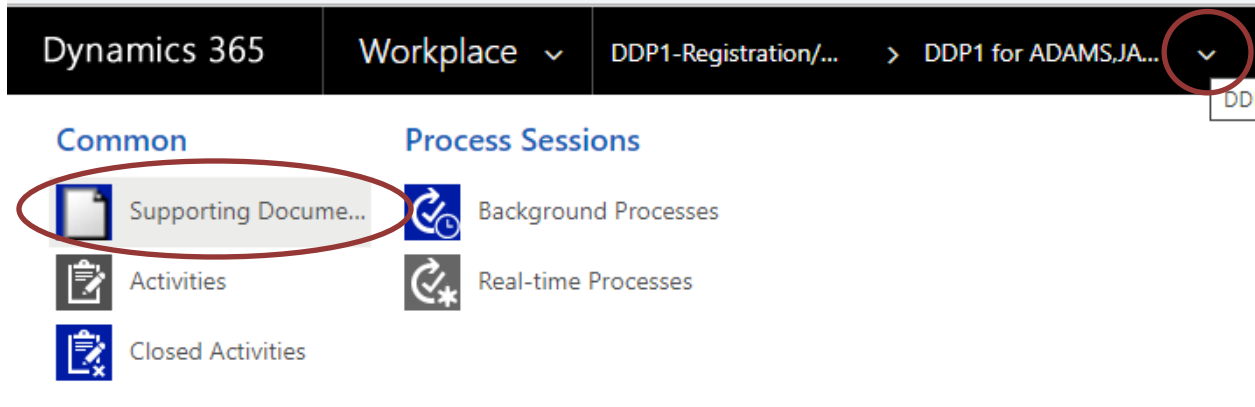 Dynamics 365 Workplace DDP1-Registration/... > DDP1 for ADAMS,JA...
DD
Common Process Sessions
Supporting Docume... Background Processes
Activities Real-time Processes
Closed Activities